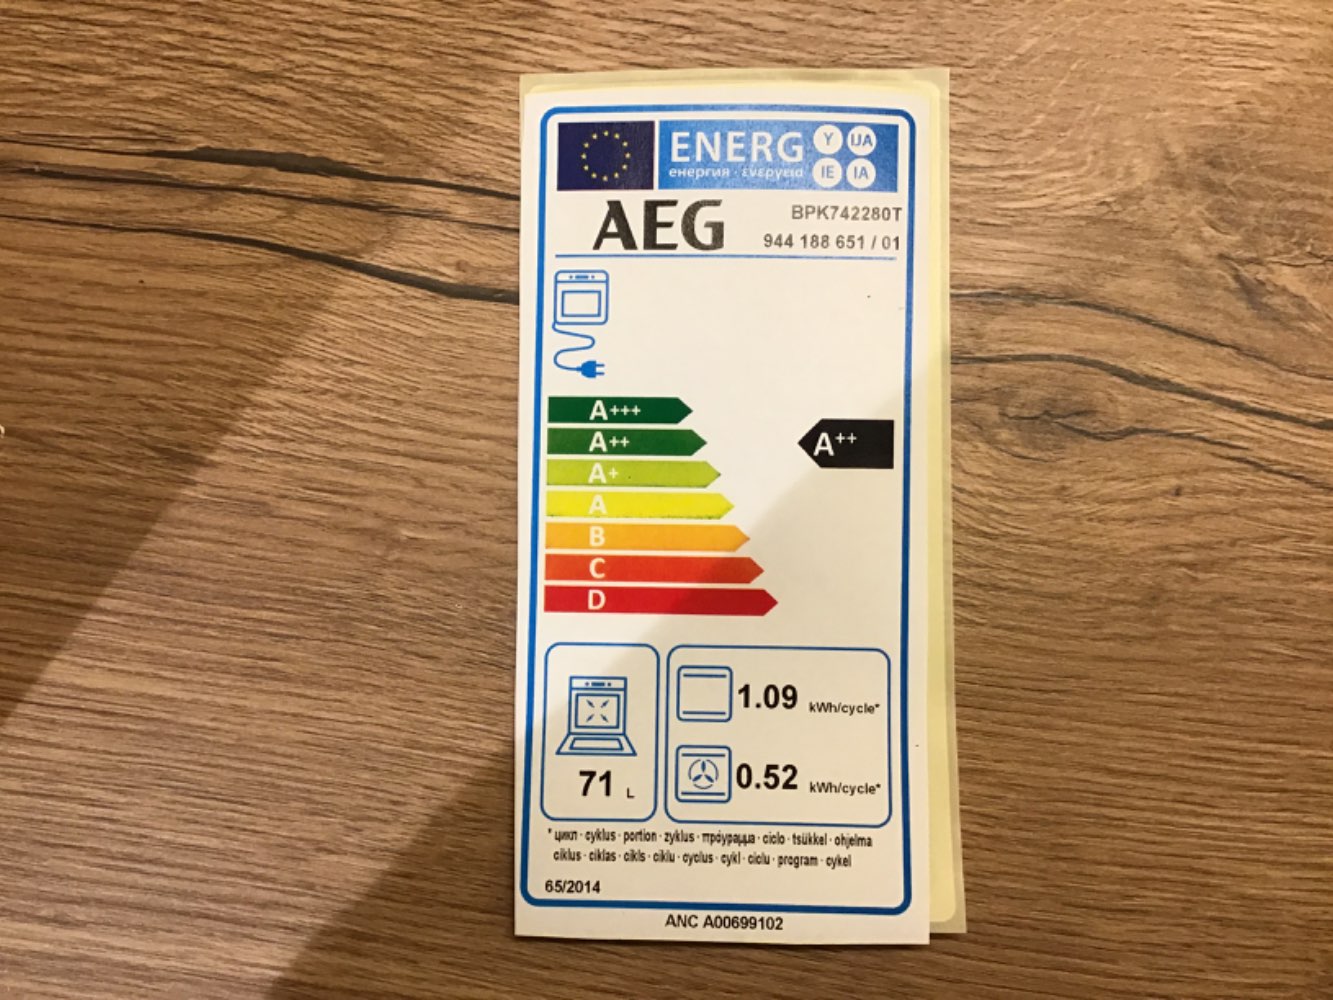 ENERG
енергия · ενεργεια
Y
IJA
IE
IA
AEG
BPK742280T
944 188 651 / 01
A+++
A++
A++
A+
A
B
C
D
1.09 kWh/cycle*
0.52 kWh/cycle*
71 L
* цикл · cyklus · portion · zyklus · πρόγραμμα · ciclo · tsükkel · ohjelma
ciklus · ciklas · cikls · ciklu · cyclus · cykl · ciclu · program · cykel
65/2014
ANC A00699102